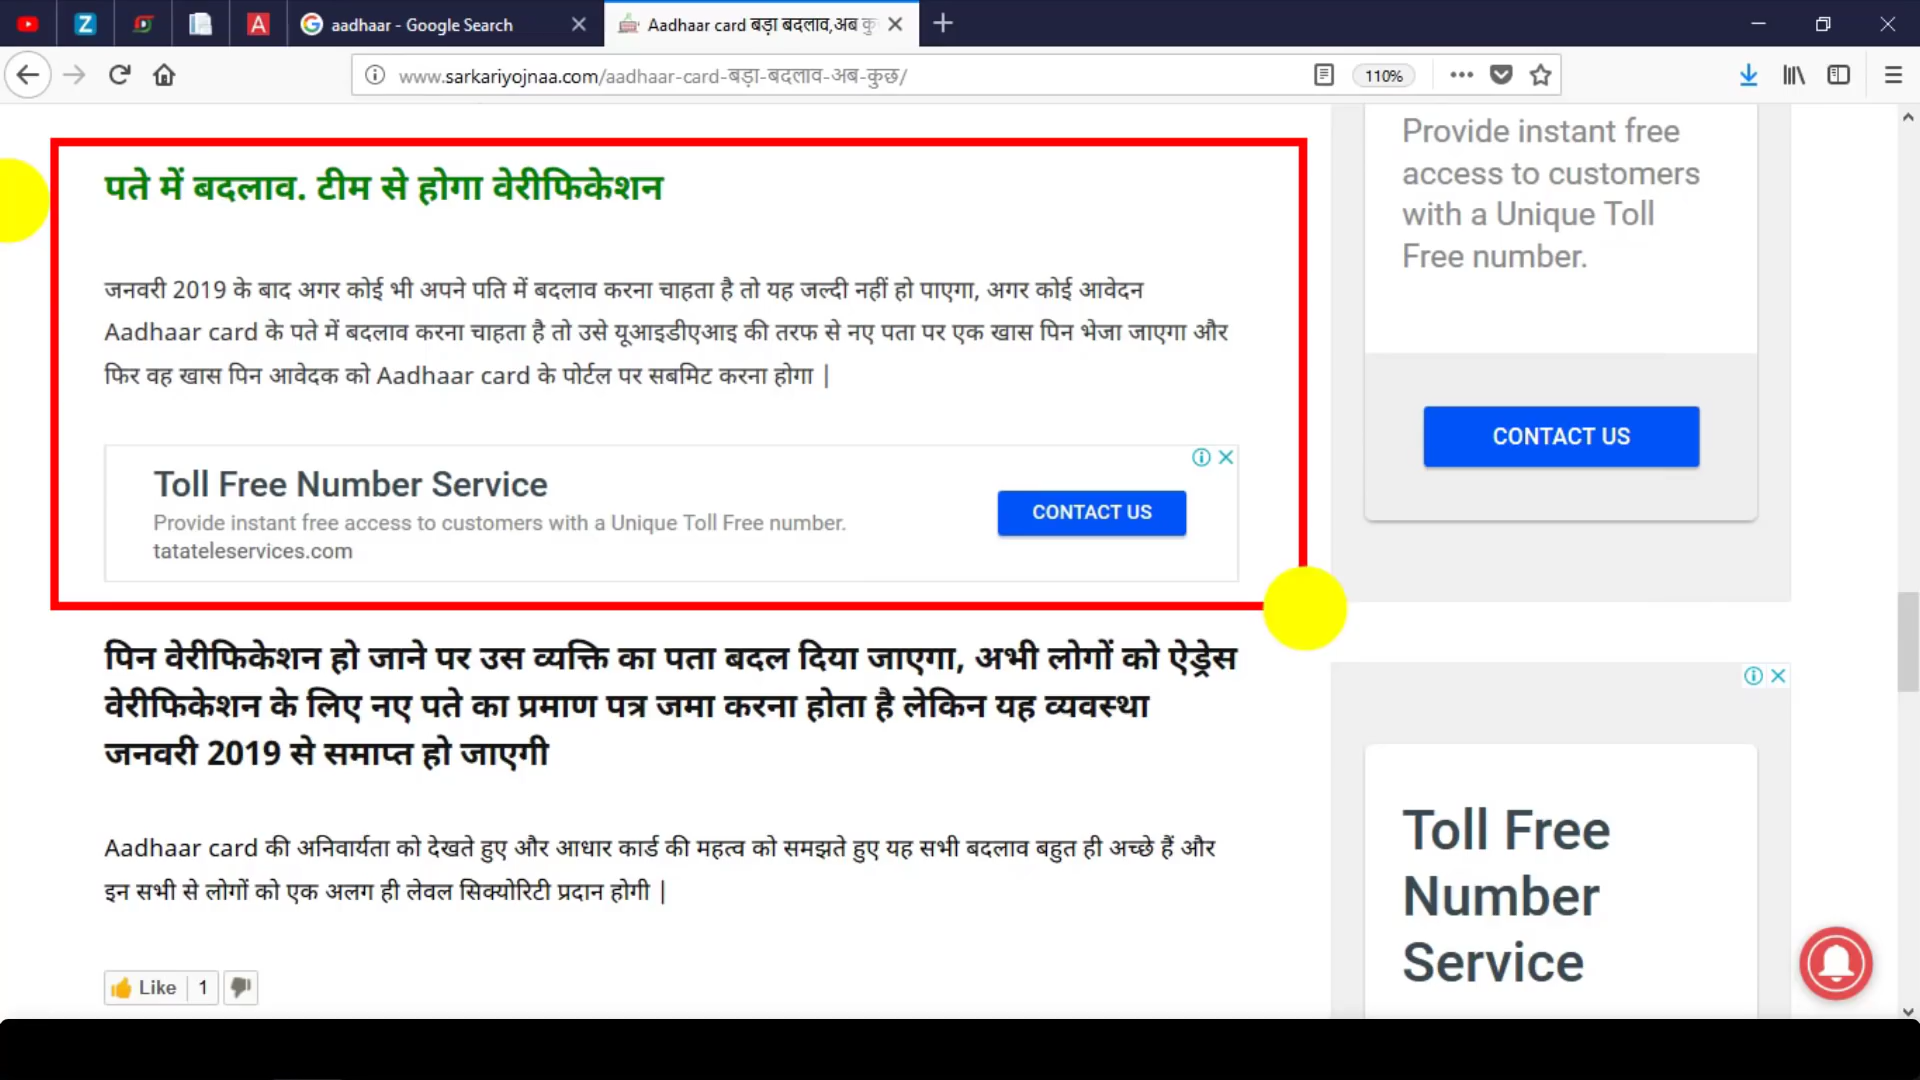 aadhaar - Google Search
Aadhaar card बड़ा बदलाव,अब कु
www.sarkariyojnaa.com/aadhaar-card-बड़ा-बदलाव-अब-कुछ/
110%
पते में बदलाव. टीम से होगा वेरीफिकेशन
जनवरी 2019 के बाद अगर कोई भी अपने पति में बदलाव करना चाहता है तो यह जल्दी नहीं हो पाएगा, अगर कोई आवेदन
Aadhaar card के पते में बदलाव करना चाहता है तो उसे यूआइडीएआइ की तरफ से नए पता पर एक खास पिन भेजा जाएगा और
फिर वह खास पिन आवेदक को Aadhaar card के पोर्टल पर सबमिट करना होगा |
Toll Free Number Service
Provide instant free access to customers with a Unique Toll Free number.
tatateleservices.com
CONTACT US
पिन वेरीफिकेशन हो जाने पर उस व्यक्ति का पता बदल दिया जाएगा, अभी लोगों को ऐड्रेस
वेरीफिकेशन के लिए नए पते का प्रमाण पत्र जमा करना होता है लेकिन यह व्यवस्था
जनवरी 2019 से समाप्त हो जाएगी
Aadhaar card की अनिवार्यता को देखते हुए और आधार कार्ड की महत्व को समझते हुए यह सभी बदलाव बहुत ही अच्छे हैं और
इन सभी से लोगों को एक अलग ही लेवल सिक्योरिटी प्रदान होगी |
Like 1
Provide instant free
access to customers
with a Unique Toll
Free number.
CONTACT US
Toll Free
Number
Service